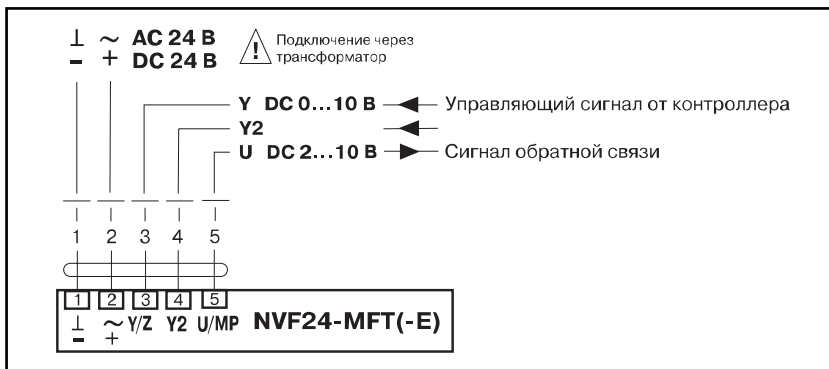 ⊥ ~ AC 24 В
– + DC 24 В
! Подключение через
трансформатор
Y DC 0...10 В Управляющий сигнал от контроллера
Y2
U DC 2...10 В Сигнал обратной связи
1 2 3 4 5
1 2 3 4 5
⊥ ~ Y/Z Y2 U/MP NVF24-MFT(-E)
– +